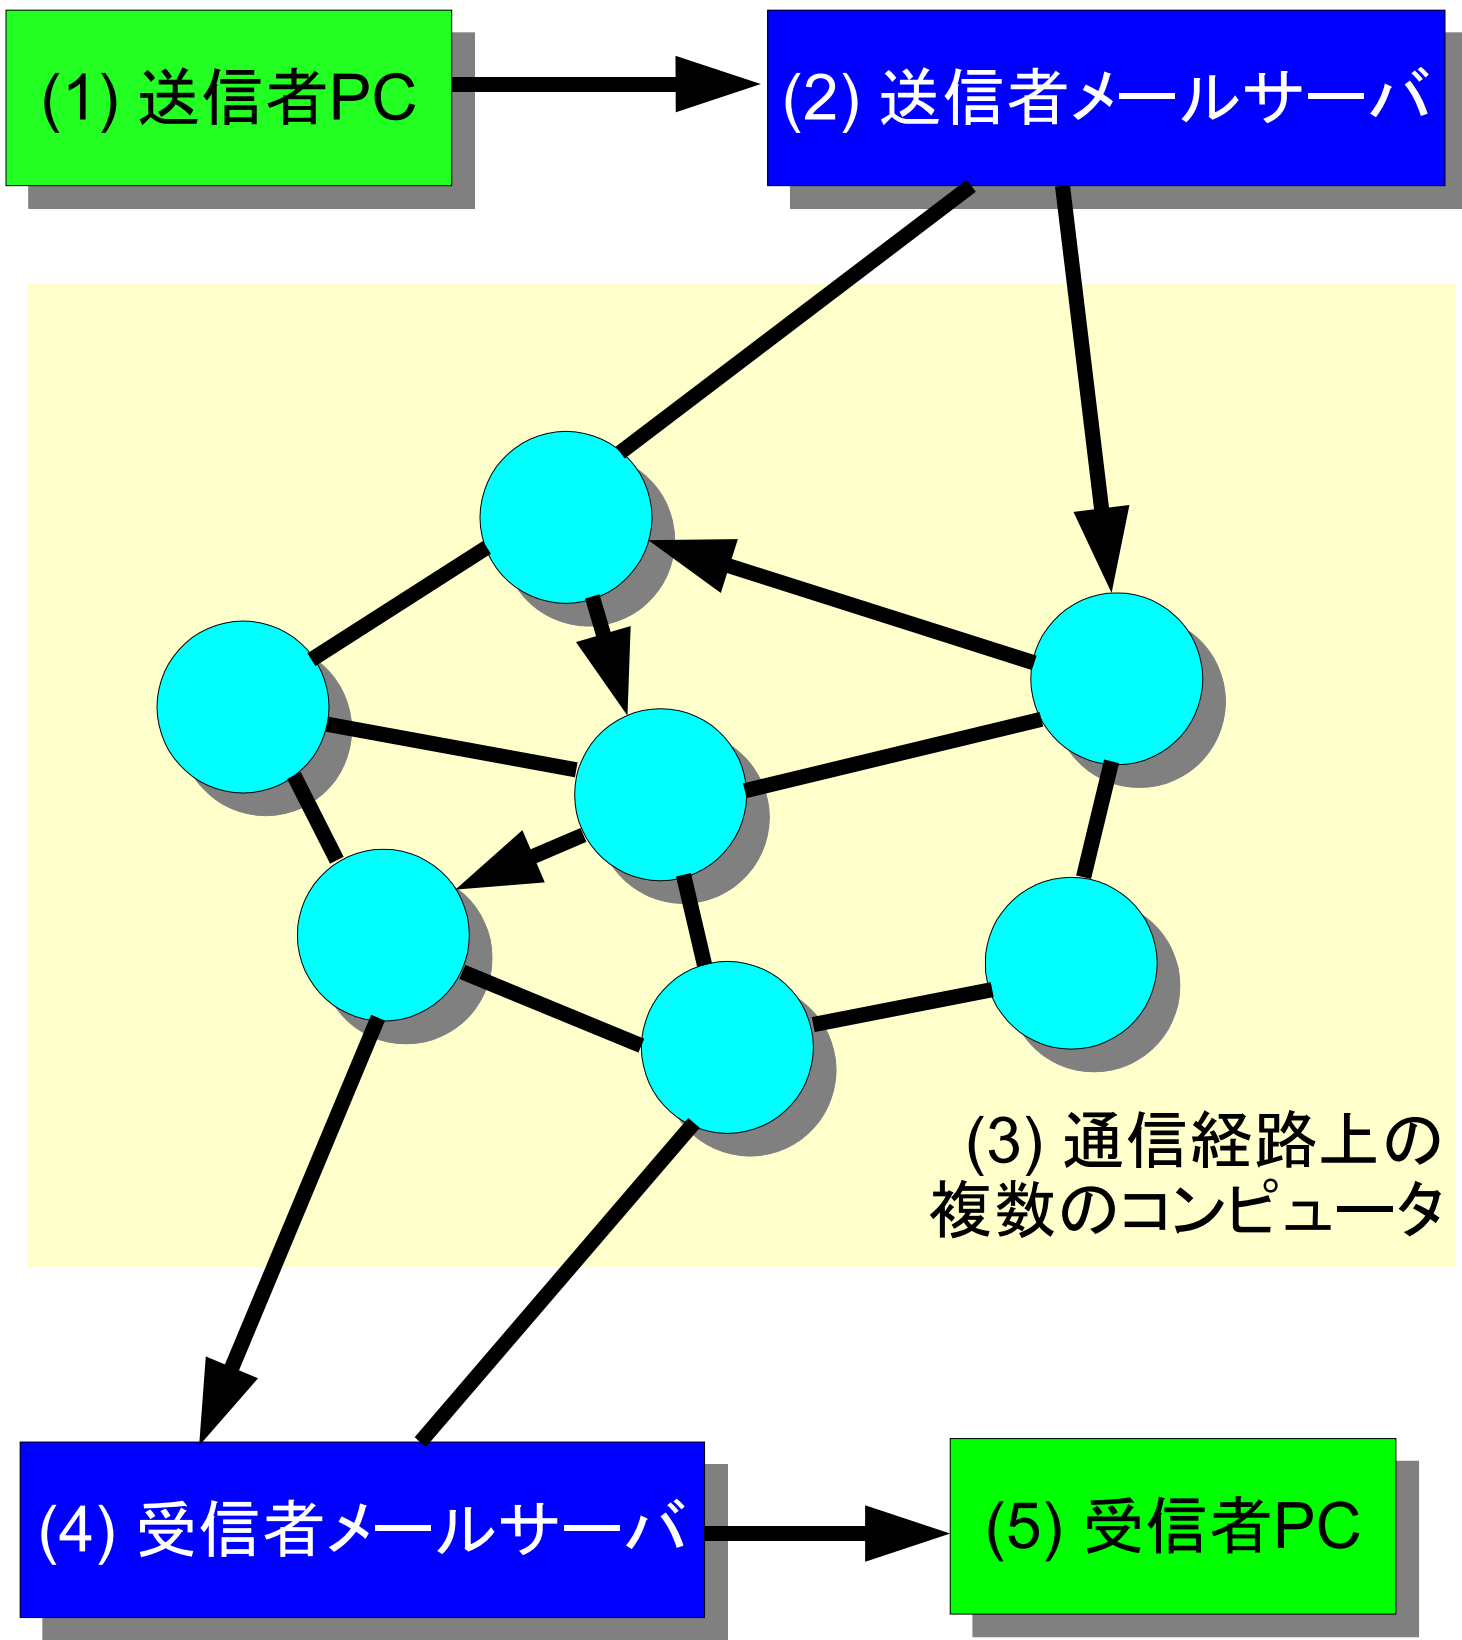 (1) 送信者PC
(2) 送信者メールサーバ
(3) 通信経路上の
複数のコンピュータ
(4) 受信者メールサーバ
(5) 受信者PC